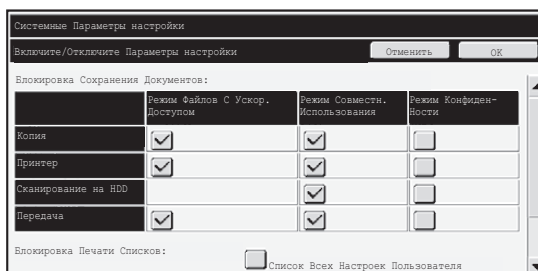 Системные Параметры настройки
Включите/Отключите Параметры настройки
Отменить
OK
Блокировка Сохранения Документов:
Режим Файлов С Ускор.
Доступом
Режим Совместн.
Использования
Режим Конфиден-
Ности
Копия
Принтер
Сканирование на HDD
Передача
Блокировка Печати Списков:
Список Всех Настроек Пользователя